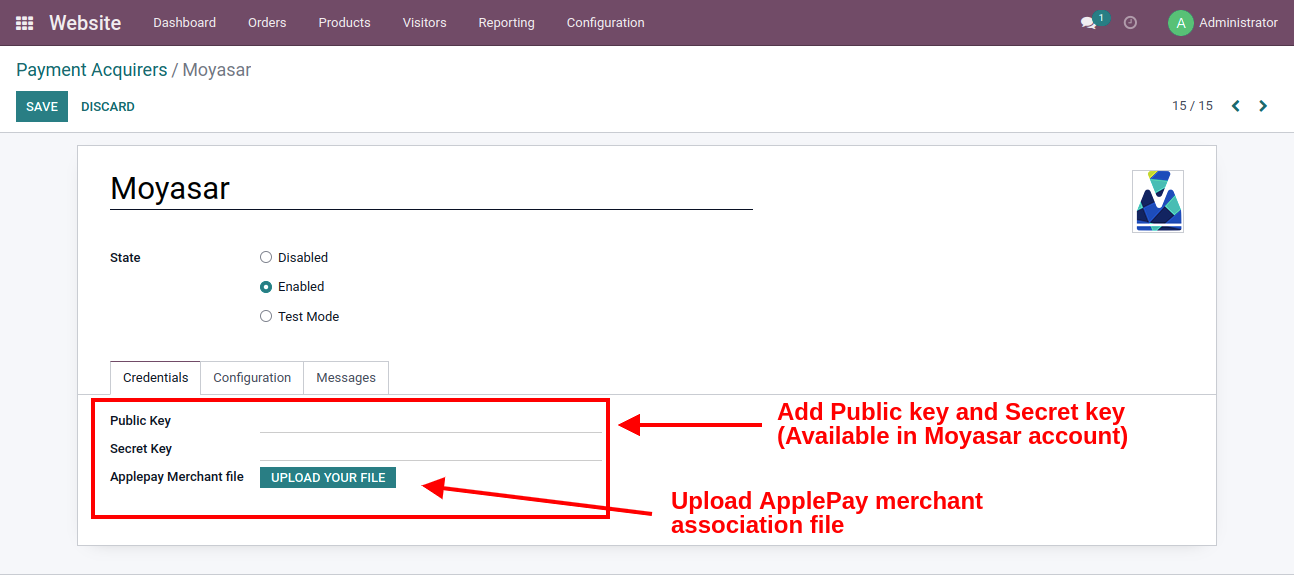 Website Dashboard Orders Products Visitors Reporting Configuration 1 A Administrator
Payment Acquirers / Moyasar
SAVE DISCARD 15 / 15
Moyasar
State Disabled
Enabled
Test Mode
Credentials Configuration Messages
Public Key
Secret Key
Applepay Merchant file UPLOAD YOUR FILE
Add Public key and Secret key
(Available in Moyasar account)
Upload ApplePay merchant
association file